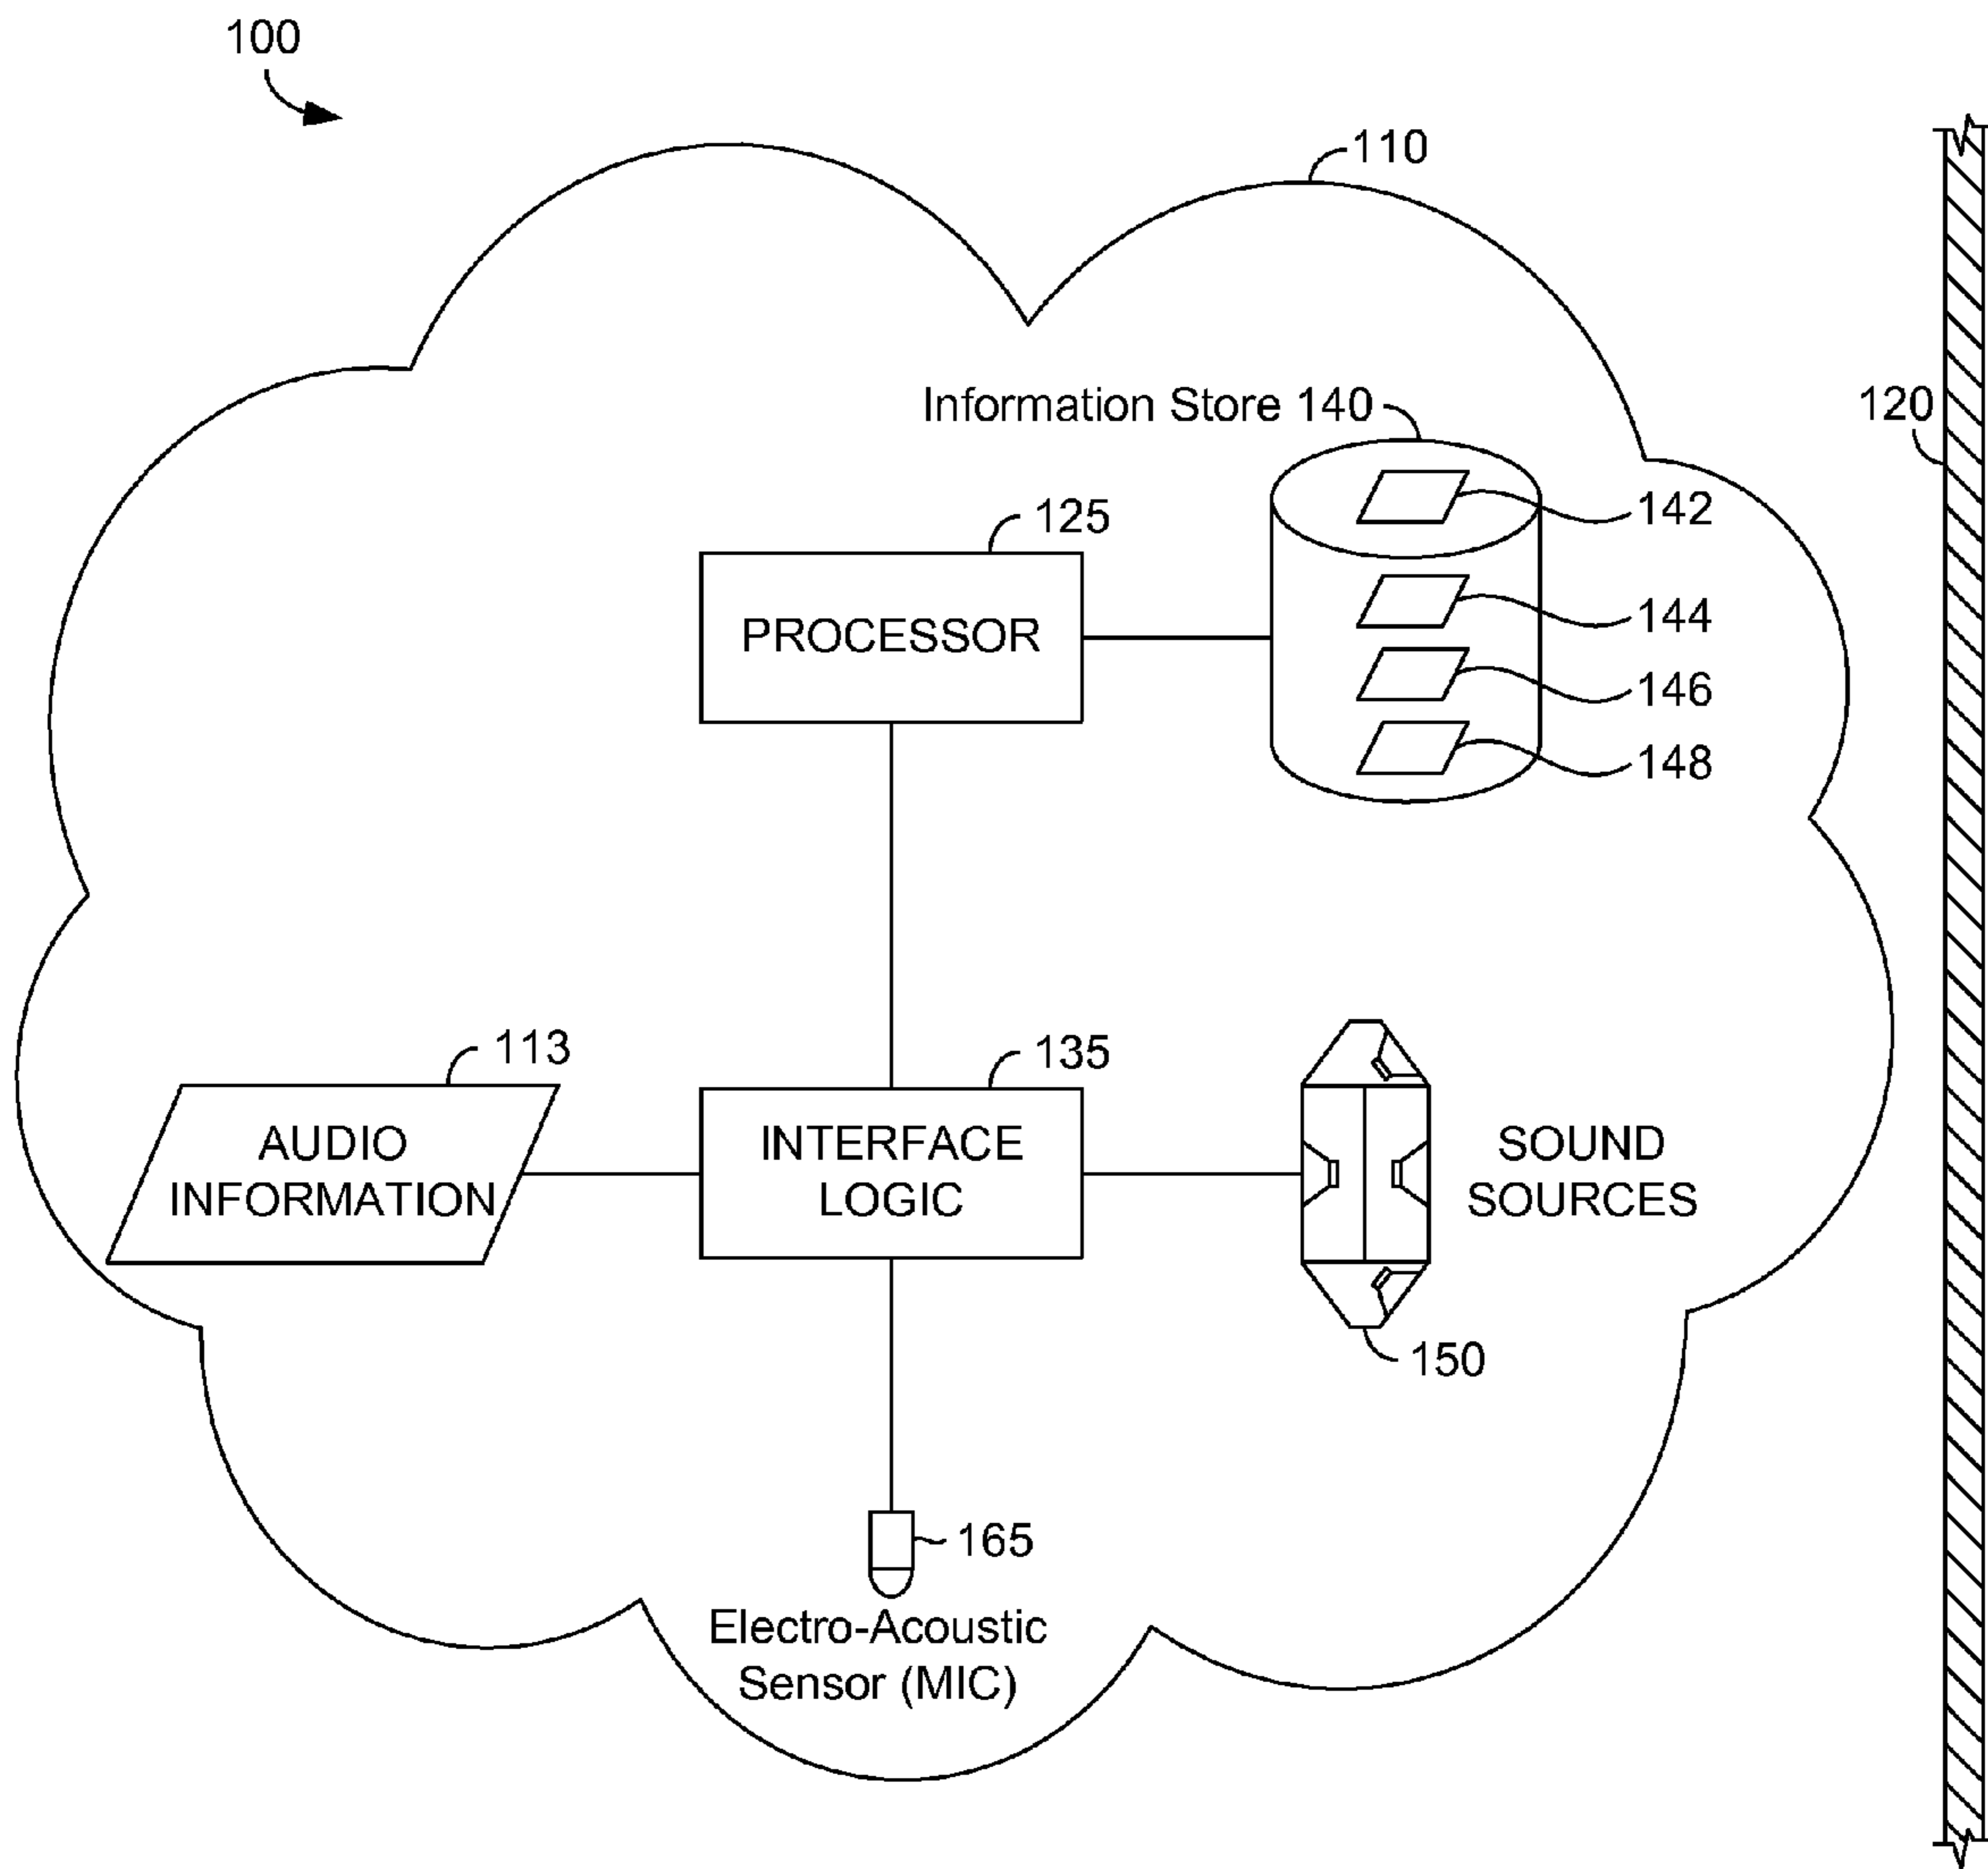 100
110
Information Store 140
120
142
125
144
PROCESSOR
146
148
113
135
AUDIO
INFORMATION
INTERFACE
LOGIC
SOUND
SOURCES
150
165
Electro-Acoustic
Sensor (MIC)